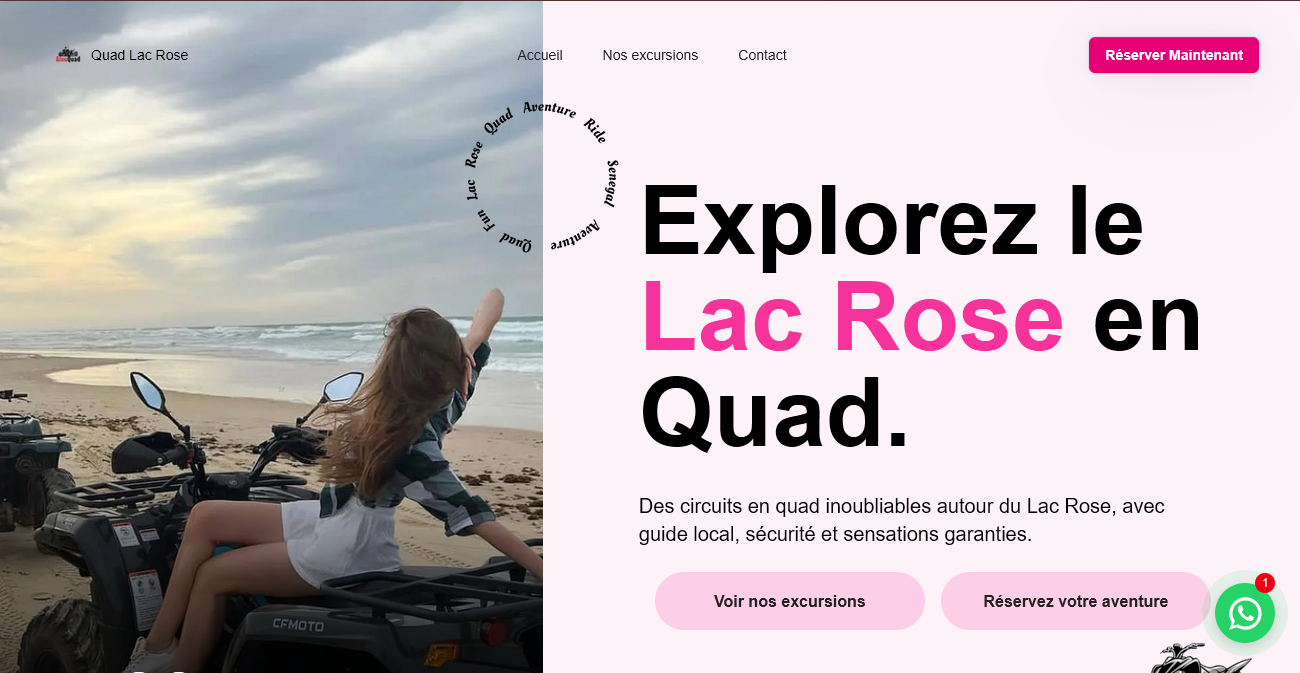 Quad Lac Rose
Accueil
Nos excursions
Contact
Réserver Maintenant
Quad Aventure Ride Senegal Aventure Quad Fun Lac Rose
Explorez le
Lac Rose en
Quad.
Des circuits en quad inoubliables autour du Lac Rose, avec
guide local, sécurité et sensations garanties.
Voir nos excursions
Réservez votre aventure
1
CFMOTO